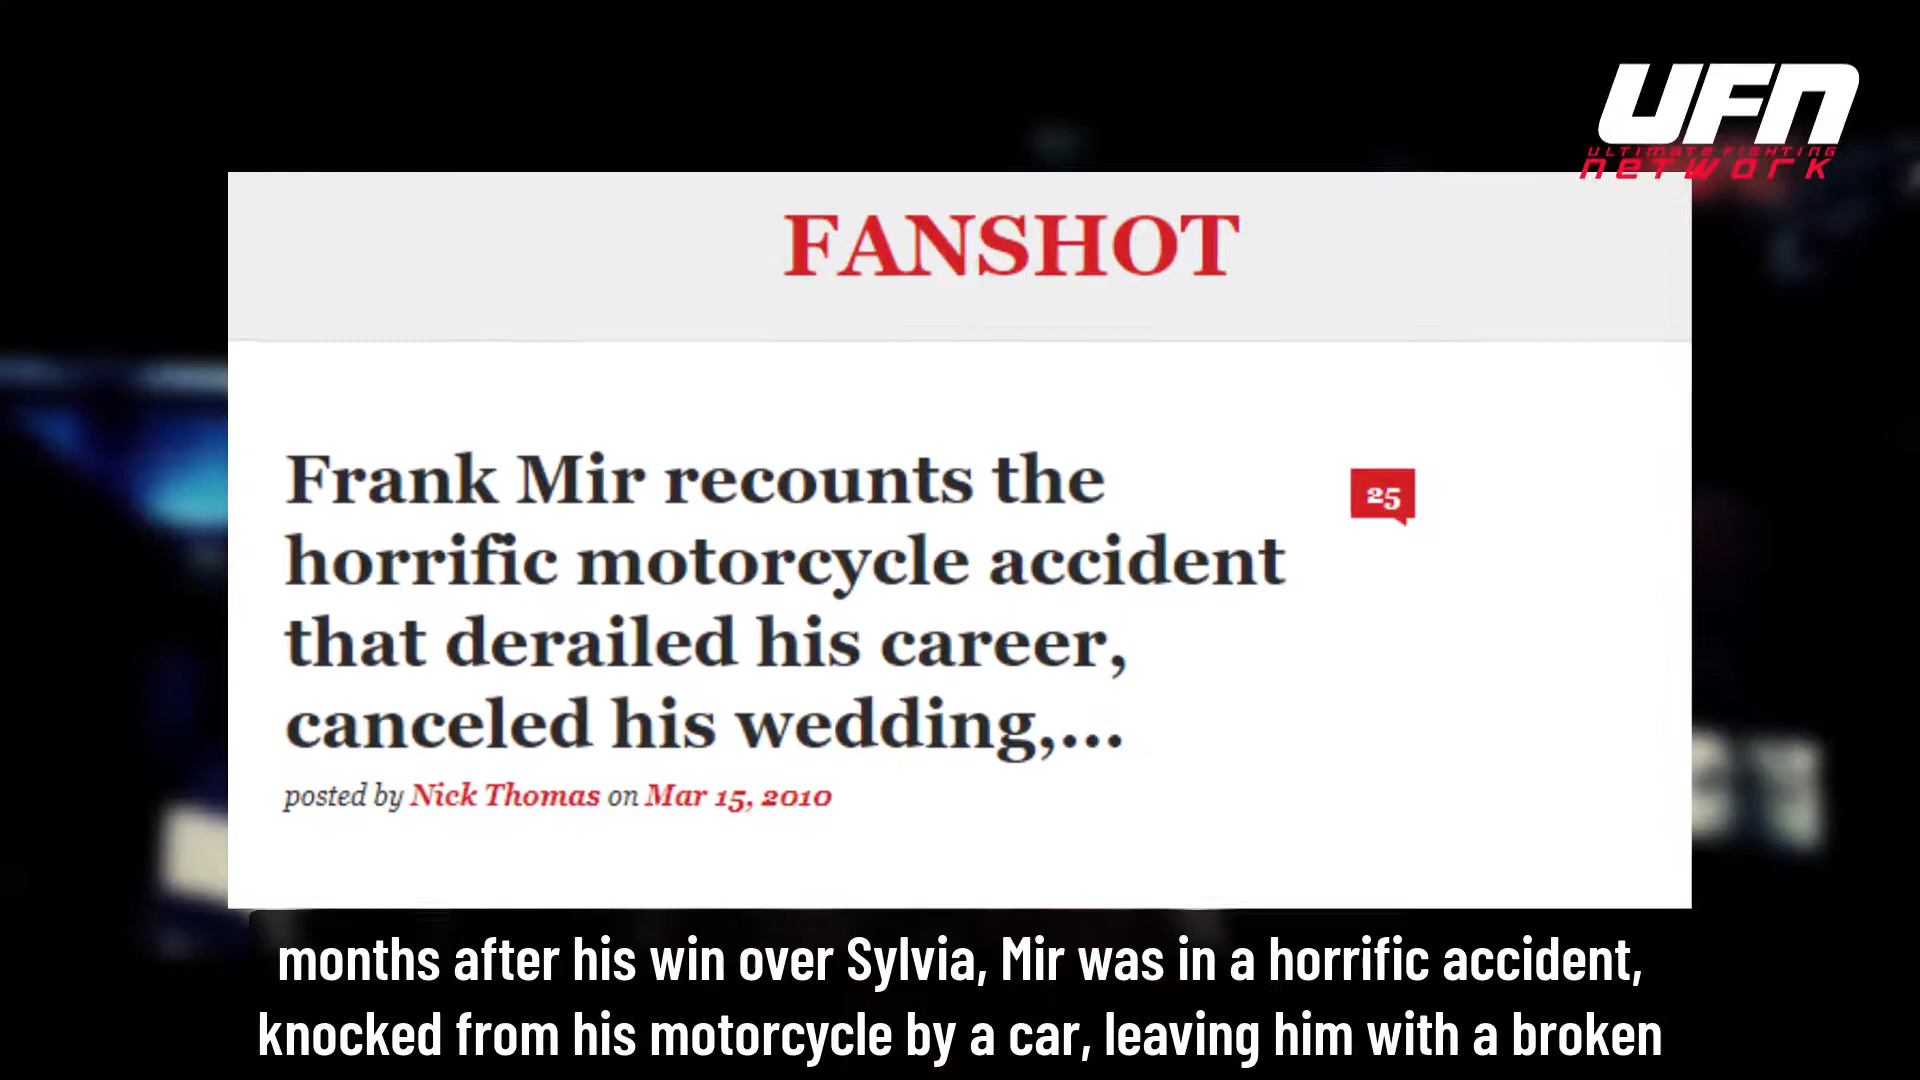 UFN
ULTIMATE FIGHTING
NETWORK
FANSHOT
Frank Mir recounts the
horrific motorcycle accident
that derailed his career,
canceled his wedding,...
25
posted by Nick Thomas on Mar 15, 2010
months after his win over Sylvia, Mir was in a horrific accident,
knocked from his motorcycle by a car, leaving him with a broken